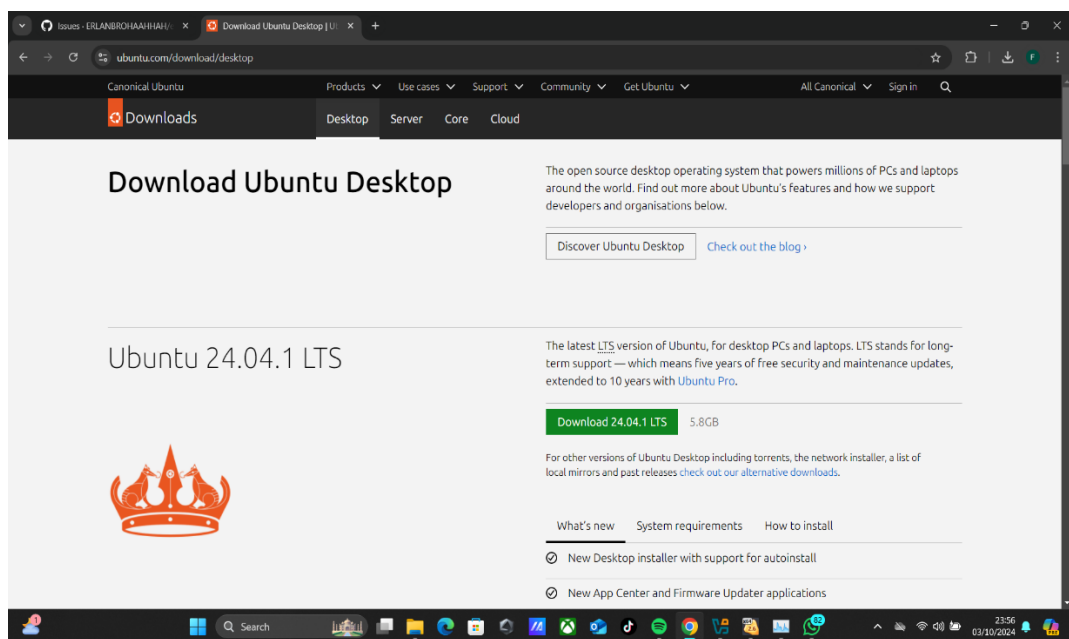 Issues · ERLANBROHAAHHAH/
Download Ubuntu Desktop | U
ubuntu.com/download/desktop
F
Canonical Ubuntu
Products
Use cases
Support
Community
Get Ubuntu
All Canonical
Sign in
Downloads
Desktop
Server
Core
Cloud
Download Ubuntu Desktop
The open source desktop operating system that powers millions of PCs and laptops
around the world. Find out more about Ubuntu's features and how we support
developers and organisations below.
Discover Ubuntu Desktop
Check out the blog ›
Ubuntu 24.04.1 LTS
The latest LTS version of Ubuntu, for desktop PCs and laptops. LTS stands for long-
term support — which means five years of free security and maintenance updates,
extended to 10 years with Ubuntu Pro.
Download 24.04.1 LTS
5.8GB
For other versions of Ubuntu Desktop including torrents, the network installer, a list of
local mirrors and past releases check out our alternative downloads.
What's new
System requirements
How to install
New Desktop installer with support for autoinstall
New App Center and Firmware Updater applications
Search
23:56
03/10/2024